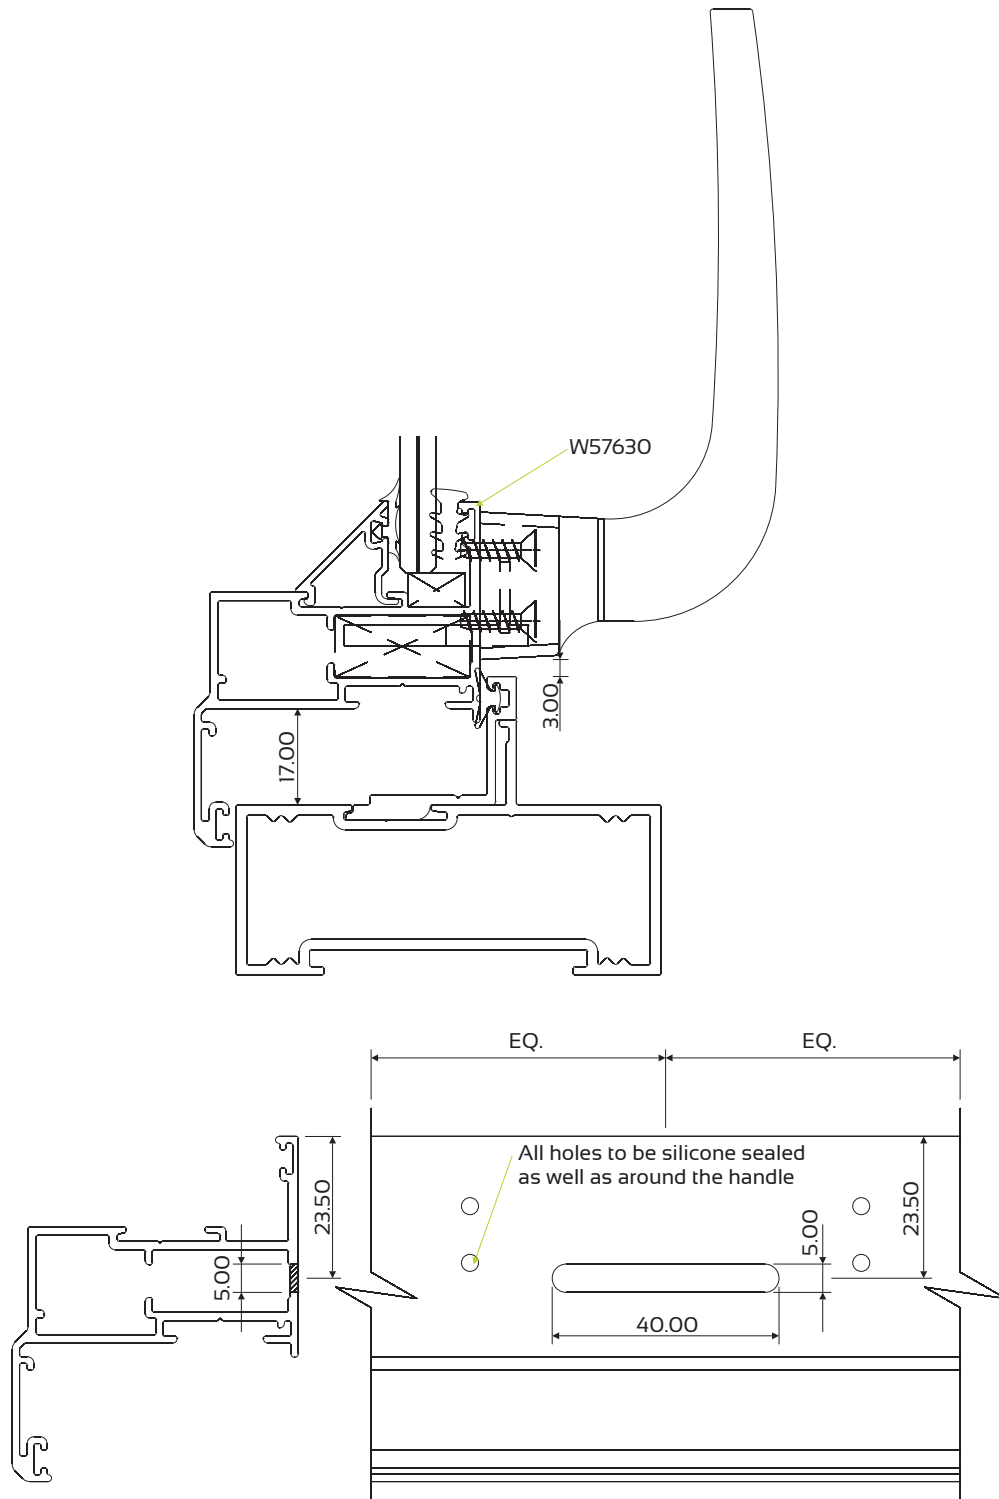 W57630
3.00
17.00
EQ.
EQ.
All holes to be silicone sealed
as well as around the handle
23.50
23.50
5.00
5.00
40.00